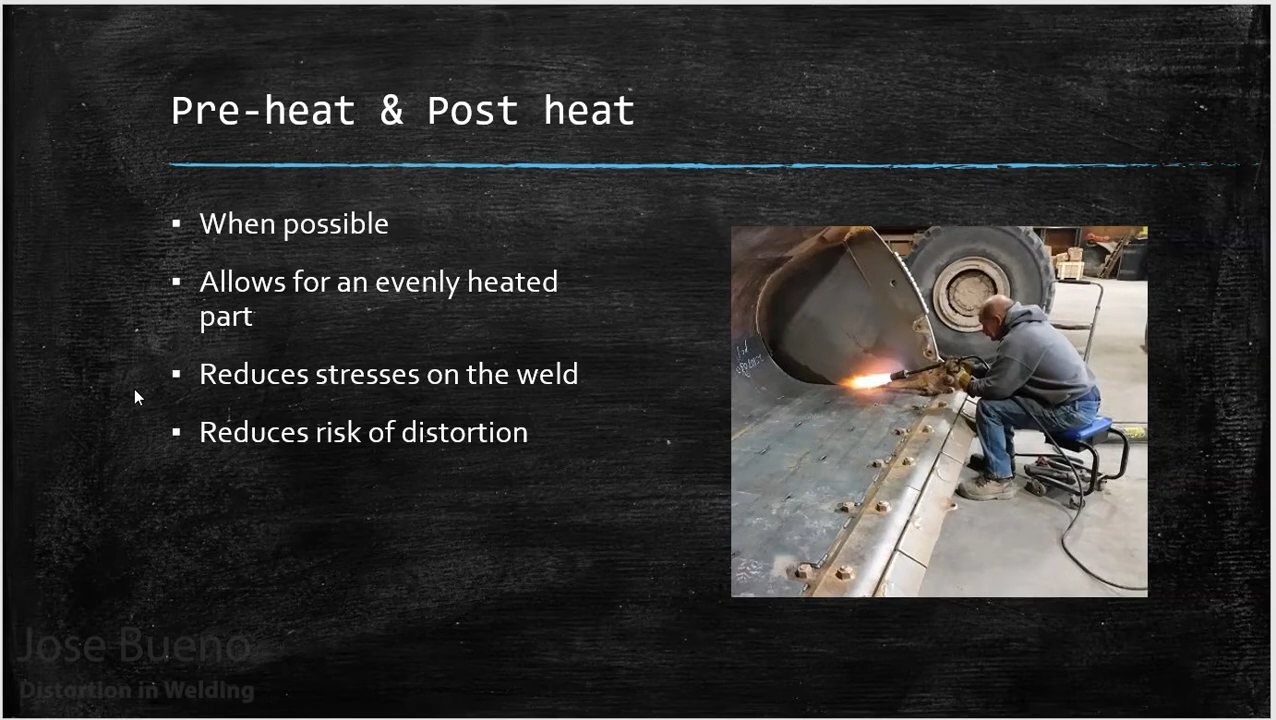 Pre-heat & Post heat
▪ When possible
▪ Allows for an evenly heated
part
▪ Reduces stresses on the weld
▪ Reduces risk of distortion
Jose Bueno
Distortion in Welding